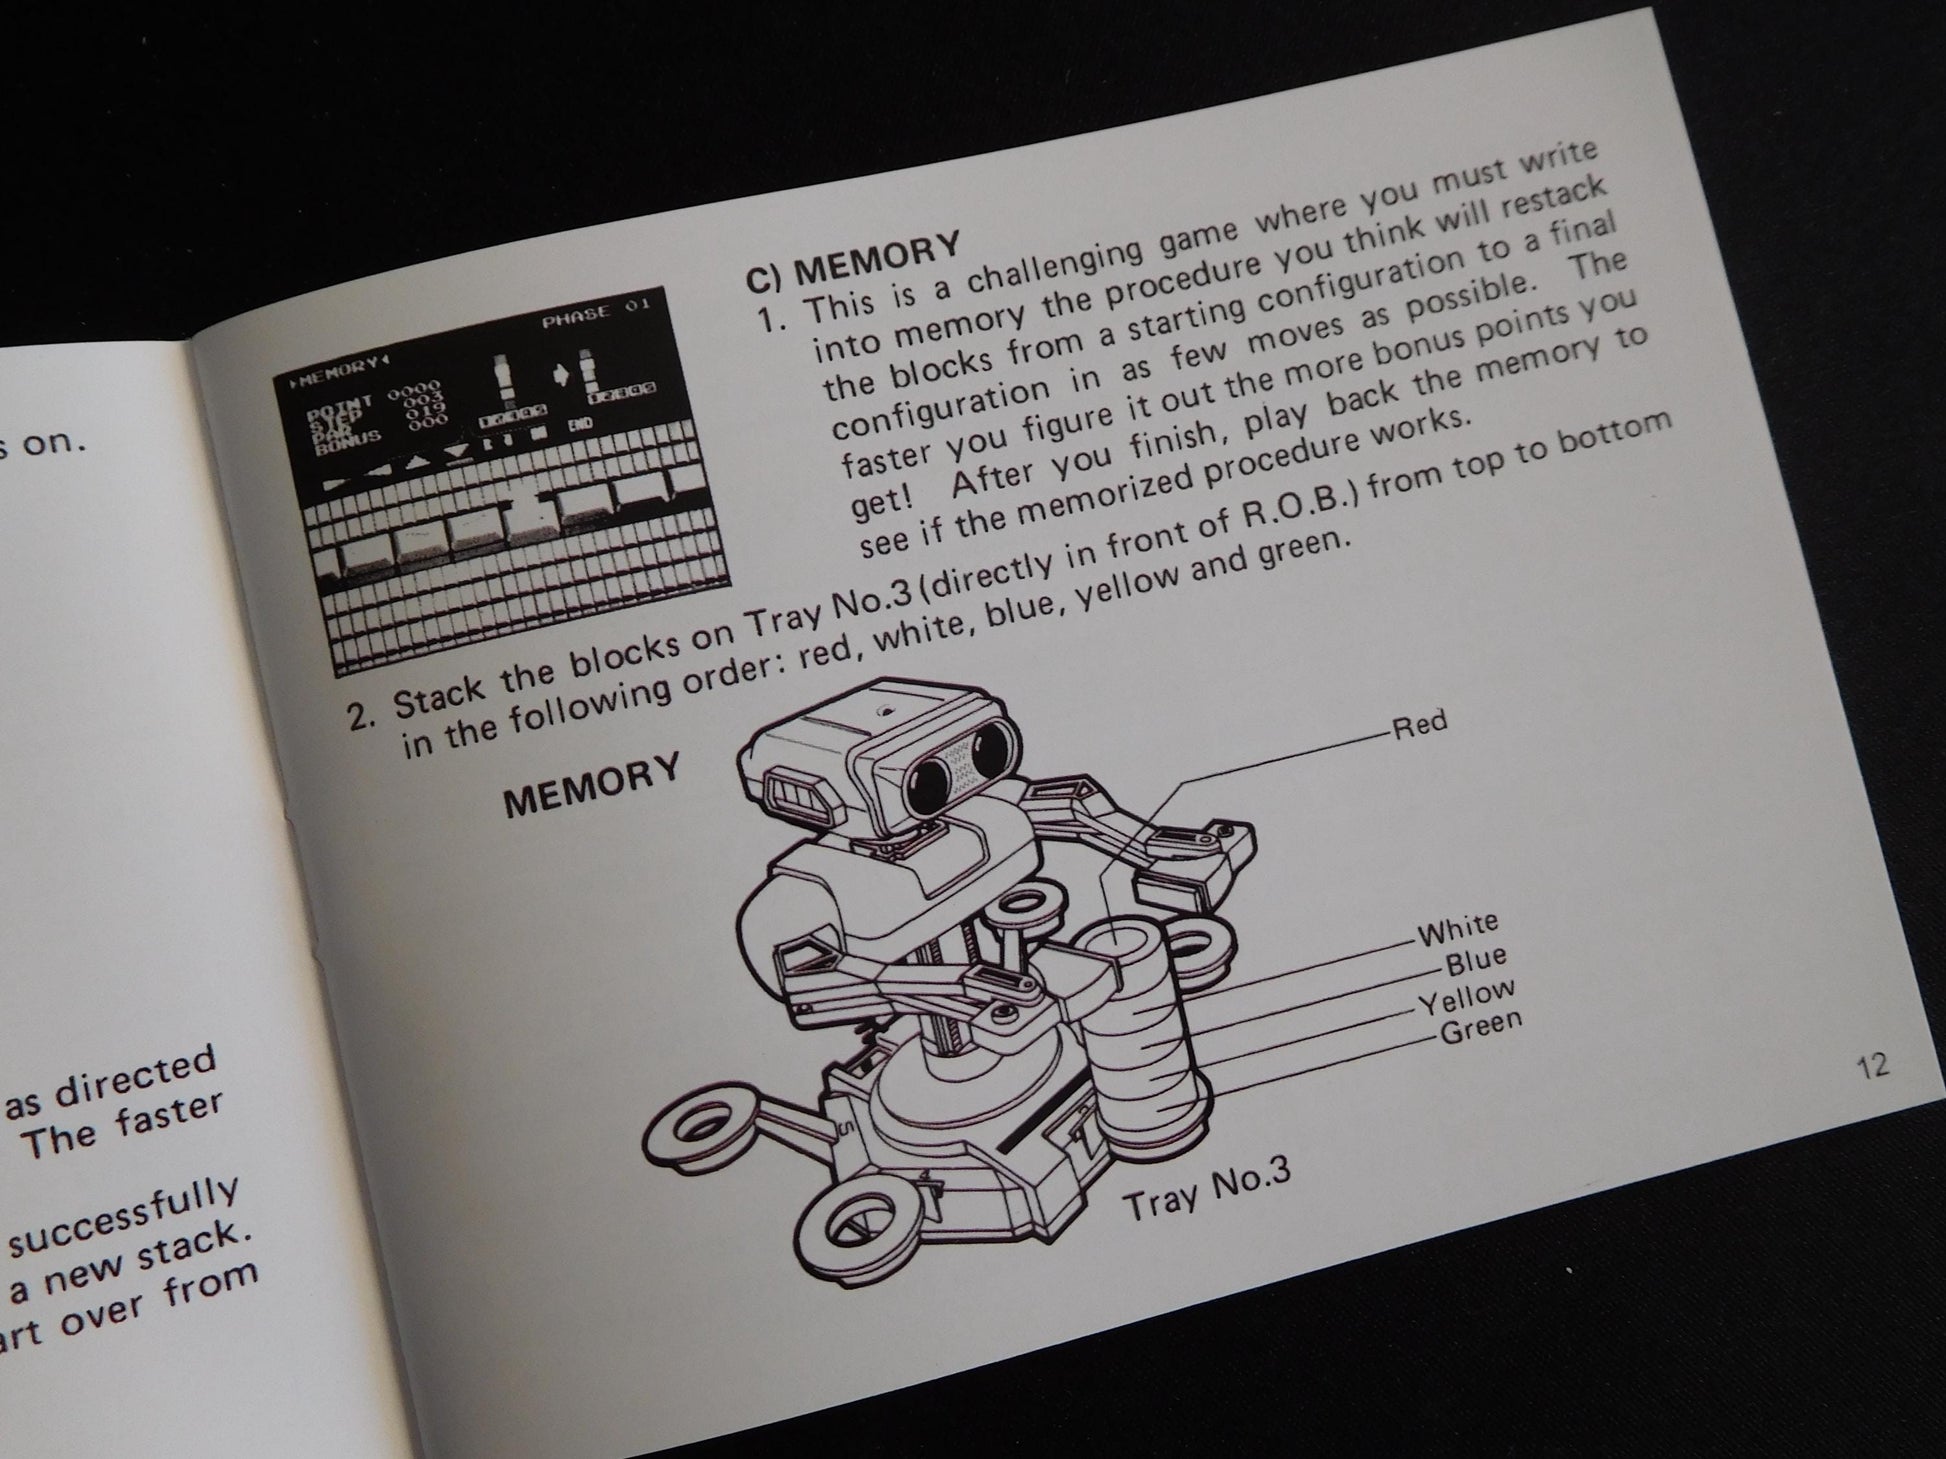 s on.
as directed
The faster
successfully
a new stack.
art over from
MEMORY
PHASE 01
POINT 0000
STEP 003
PAR 019
BONUS 000
END
C) MEMORY
1. This is a challenging game where you must write
into memory the procedure you think will restack
the blocks from a starting configuration to a final
configuration in as few moves as possible. The
faster you figure it out the more bonus points you
get! After you finish, play back the memory to
see if the memorized procedure works.
2. Stack the blocks on Tray No.3 (directly in front of R.O.B.) from top to bottom
in the following order: red, white, blue, yellow and green.
MEMORY
Red
White
Blue
Yellow
Green
5
4
Tray No.3
12